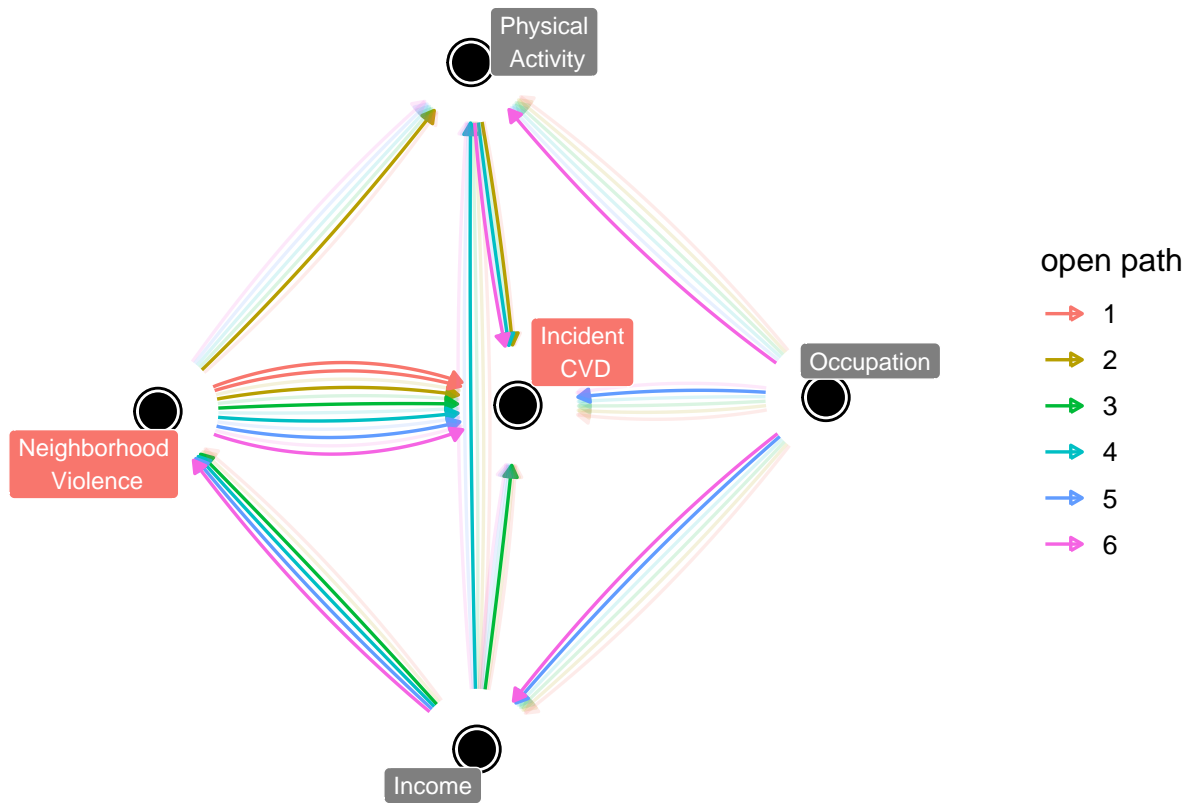 Physical
Activity
Incident
CVD
Occupation
Neighborhood
Violence
Income
open path
1
2
3
4
5
6